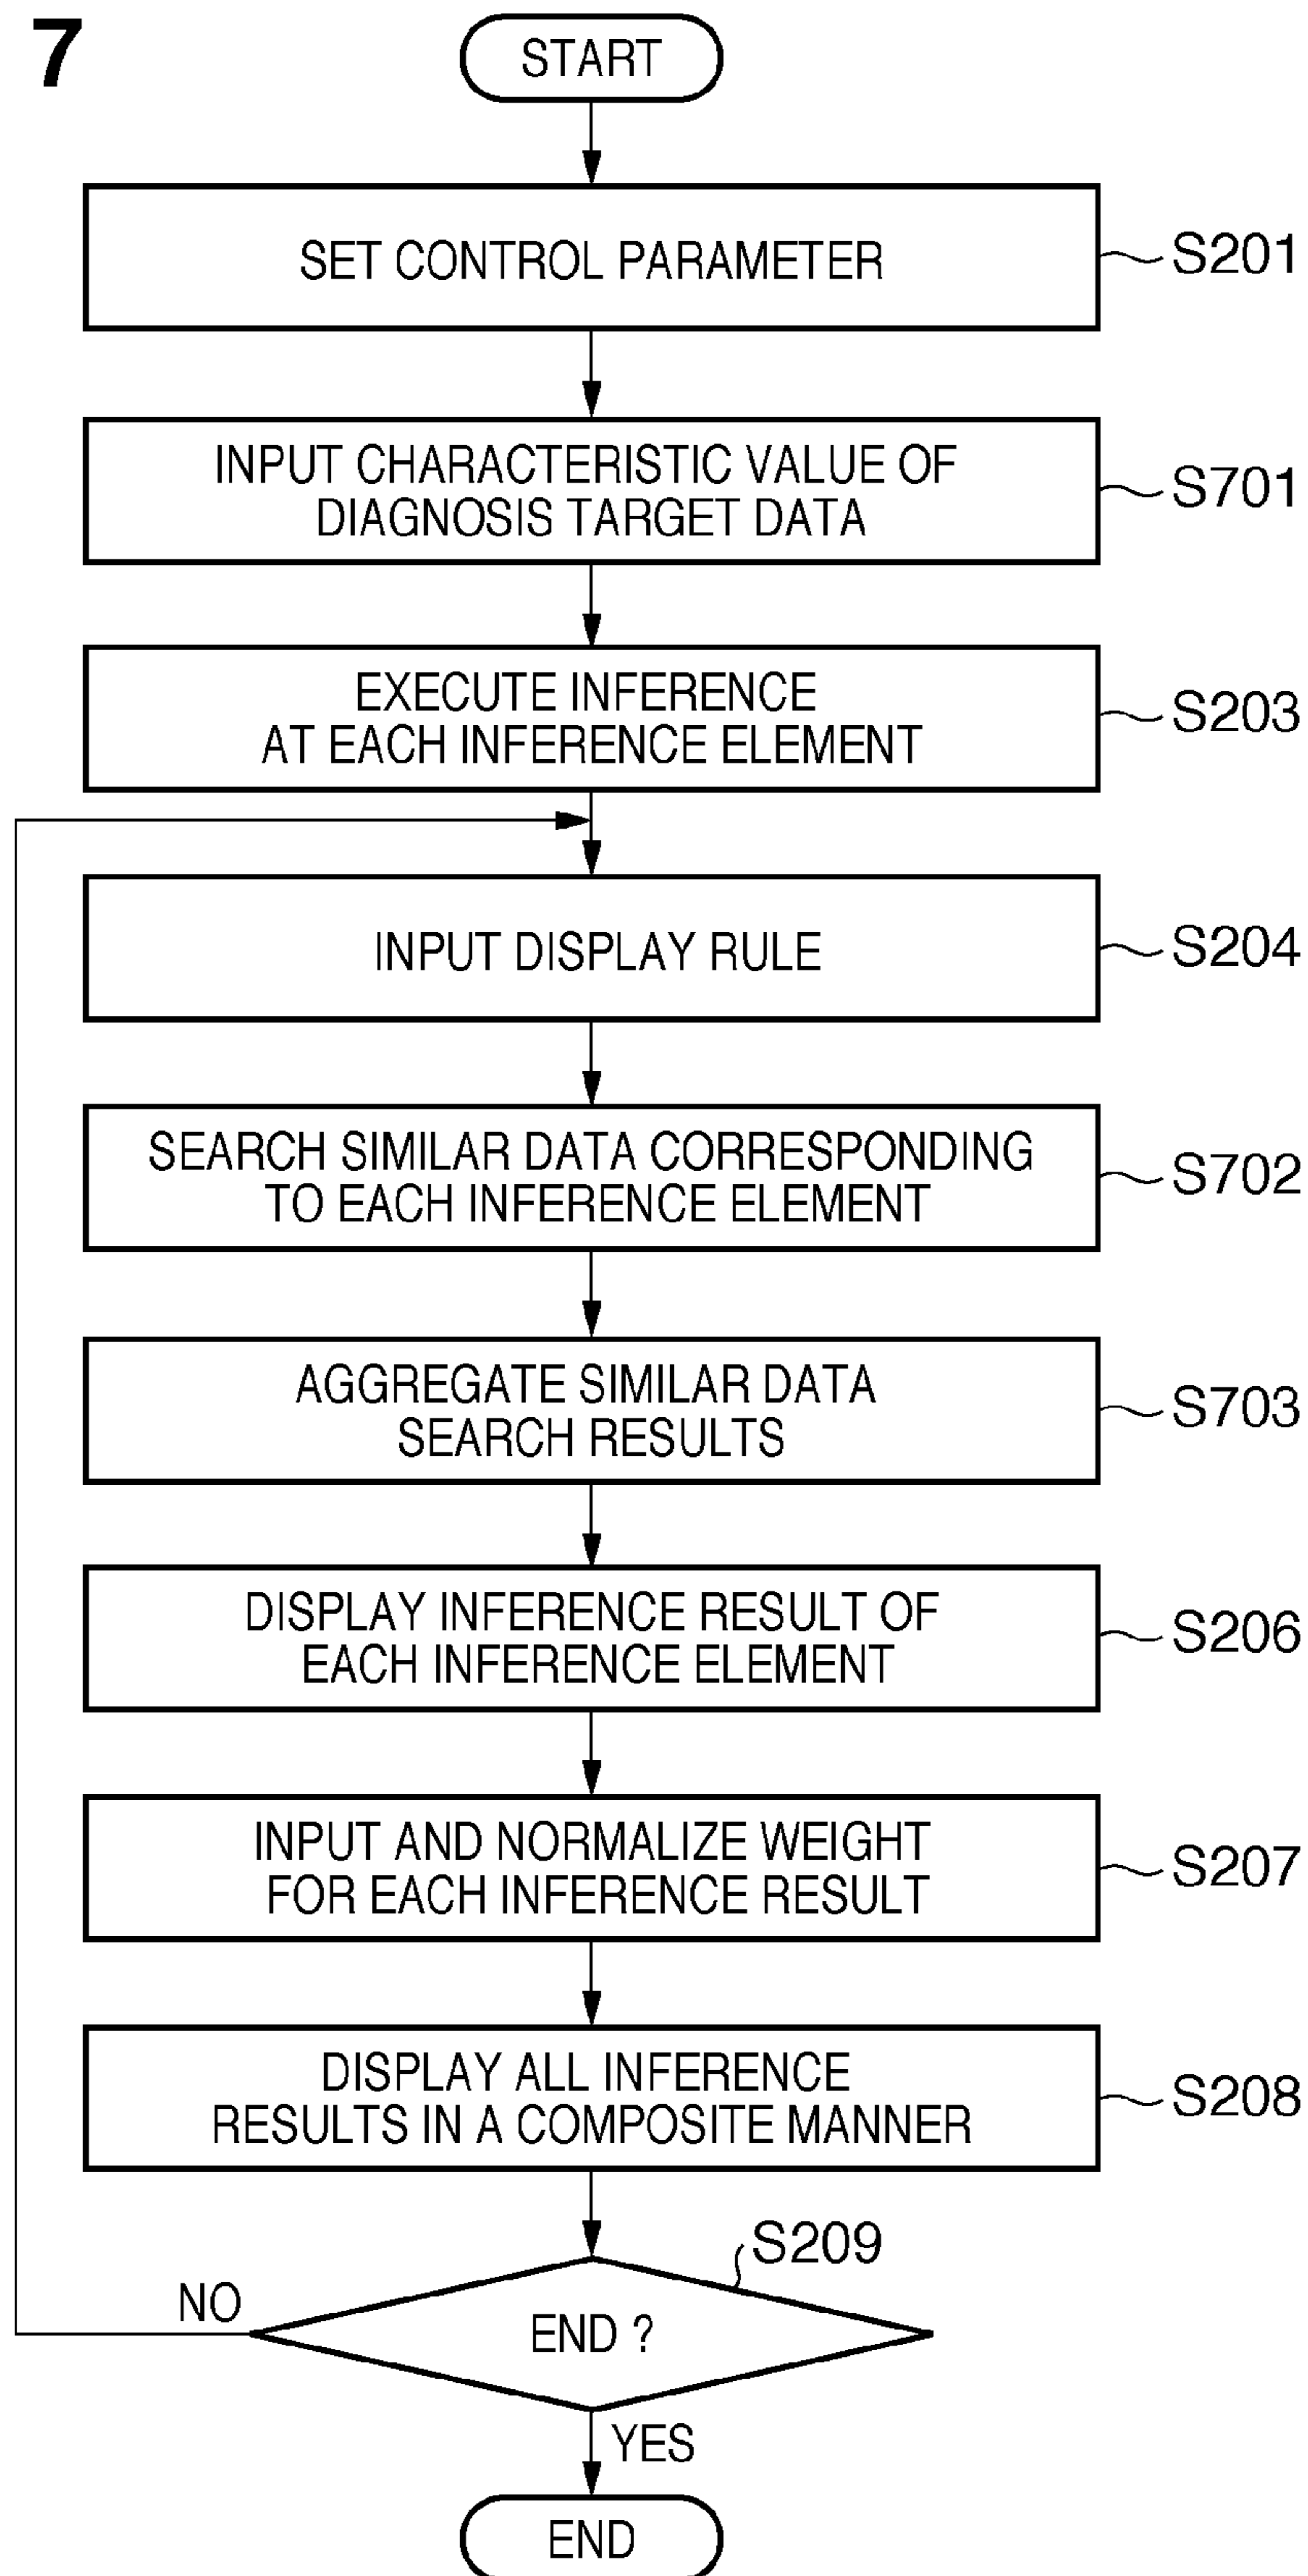 7
START
SET CONTROL PARAMETER
S201
INPUT CHARACTERISTIC VALUE OF
DIAGNOSIS TARGET DATA
S701
EXECUTE INFERENCE
AT EACH INFERENCE ELEMENT
S203
INPUT DISPLAY RULE
S204
SEARCH SIMILAR DATA CORRESPONDING
TO EACH INFERENCE ELEMENT
S702
AGGREGATE SIMILAR DATA
SEARCH RESULTS
S703
DISPLAY INFERENCE RESULT OF
EACH INFERENCE ELEMENT
S206
INPUT AND NORMALIZE WEIGHT
FOR EACH INFERENCE RESULT
S207
DISPLAY ALL INFERENCE
RESULTS IN A COMPOSITE MANNER
S208
S209
NO
END ?
YES
END